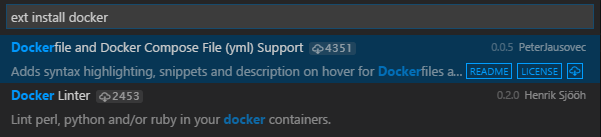 ext install docker
Dockerfile and Docker Compose File (yml) Support 4351 0.0.5 PeterJausovec
Adds syntax highlighting, snippets and description on hover for Dockerfiles a... README LICENSE
Docker Linter 2453 0.2.0 Henrik Sjööh
Lint perl, python and/or ruby in your docker containers.